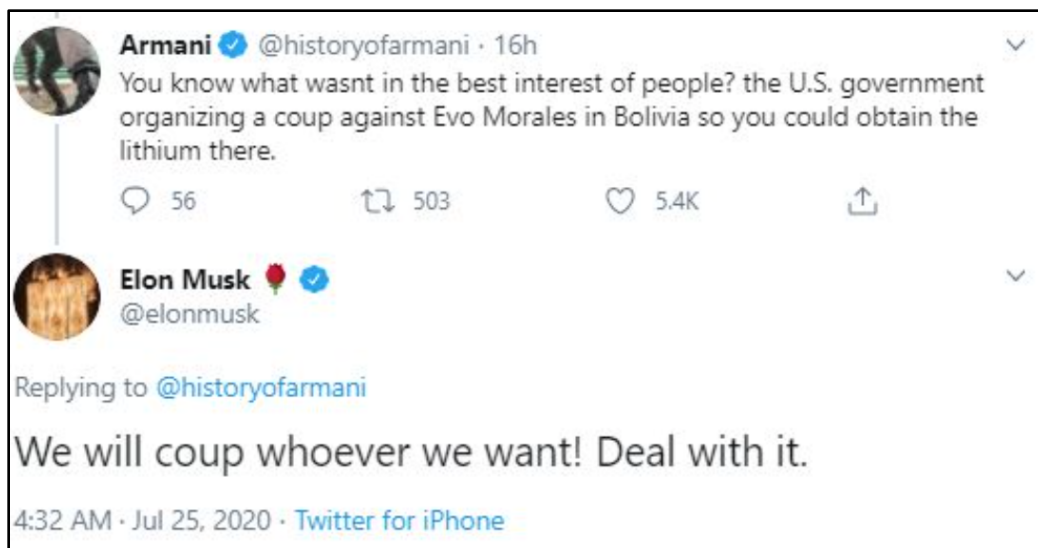 Armani @historyofarmani · 16h
You know what wasnt in the best interest of people? the U.S. government
organizing a coup against Evo Morales in Bolivia so you could obtain the
lithium there.
56 503 5.4K
Elon Musk 🌹
@elonmusk
Replying to @historyofarmani
We will coup whoever we want! Deal with it.
4:32 AM · Jul 25, 2020 · Twitter for iPhone